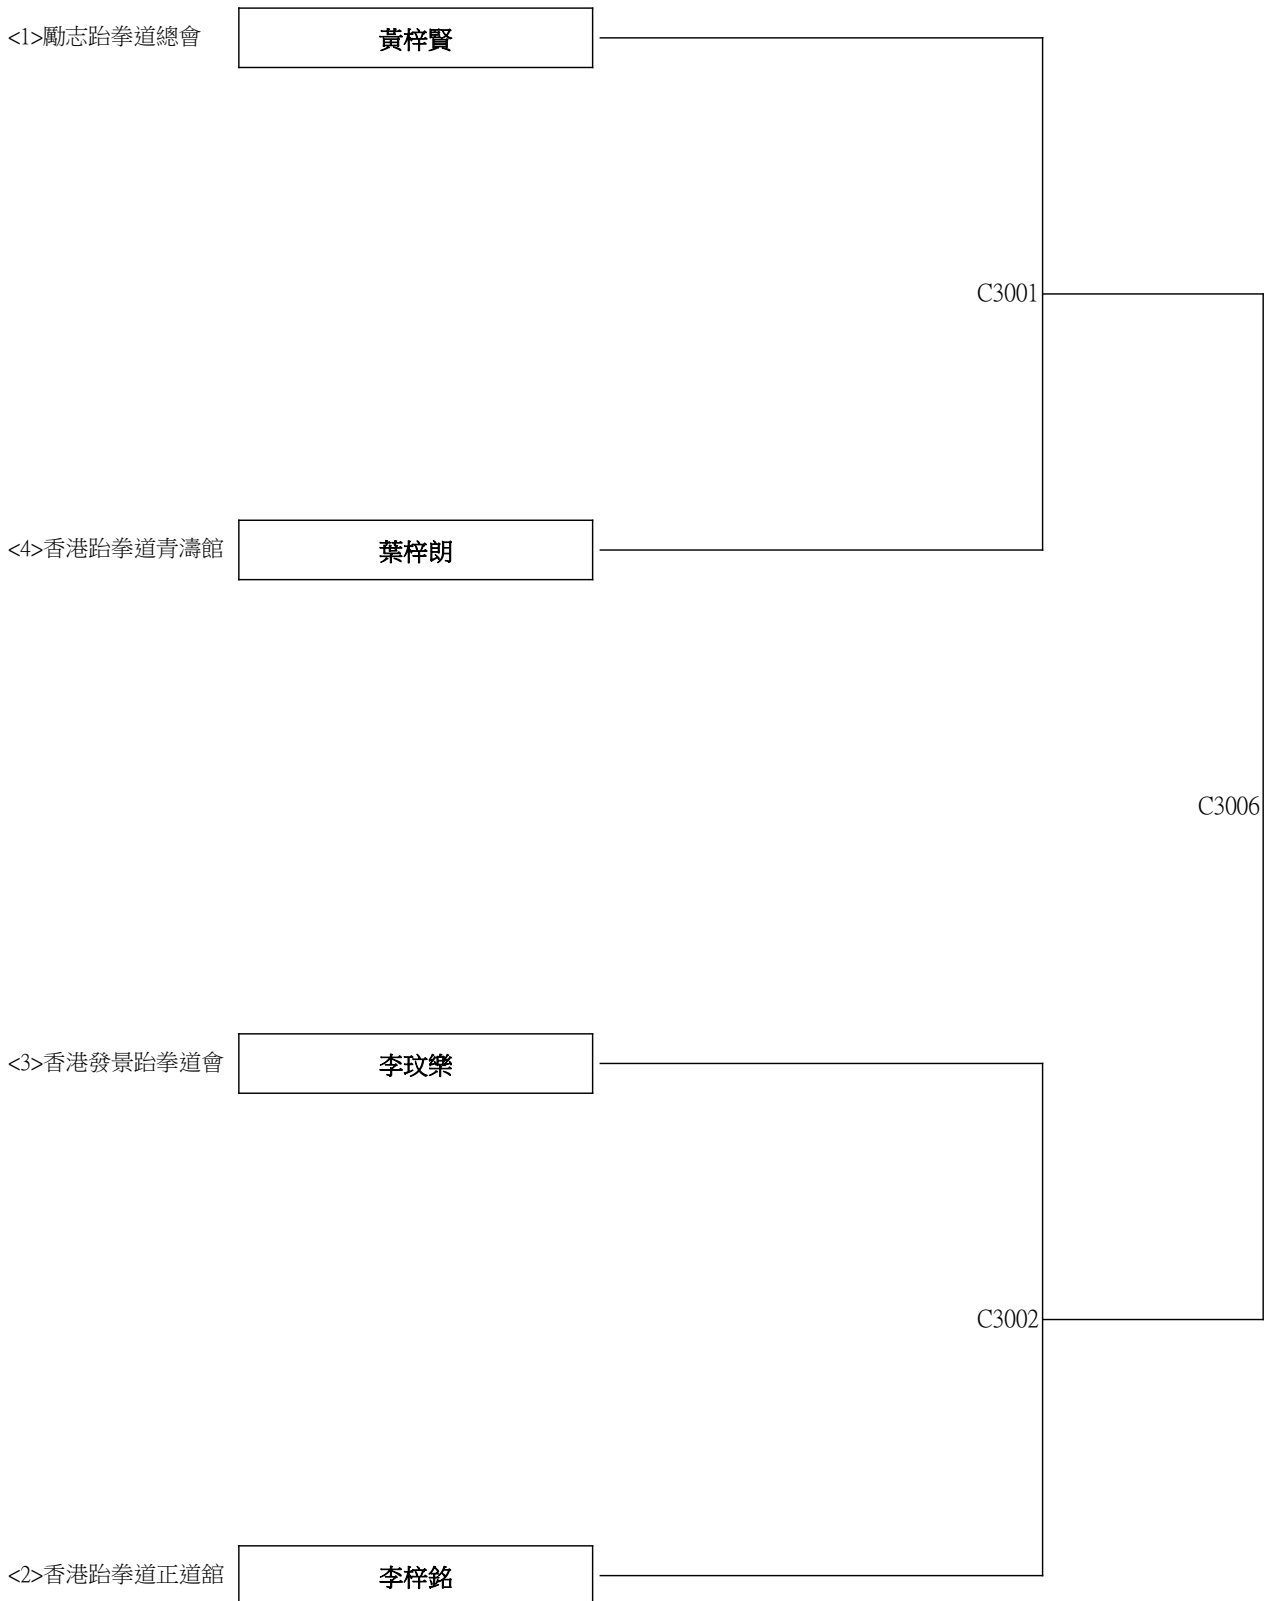 <1>勵志跆拳道總會 黃梓賢
C3001
<4>香港跆拳道青濤館 葉梓朗
C3006
<3>香港發景跆拳道會 李玟樂
C3002
<2>香港跆拳道正道舘 李梓銘